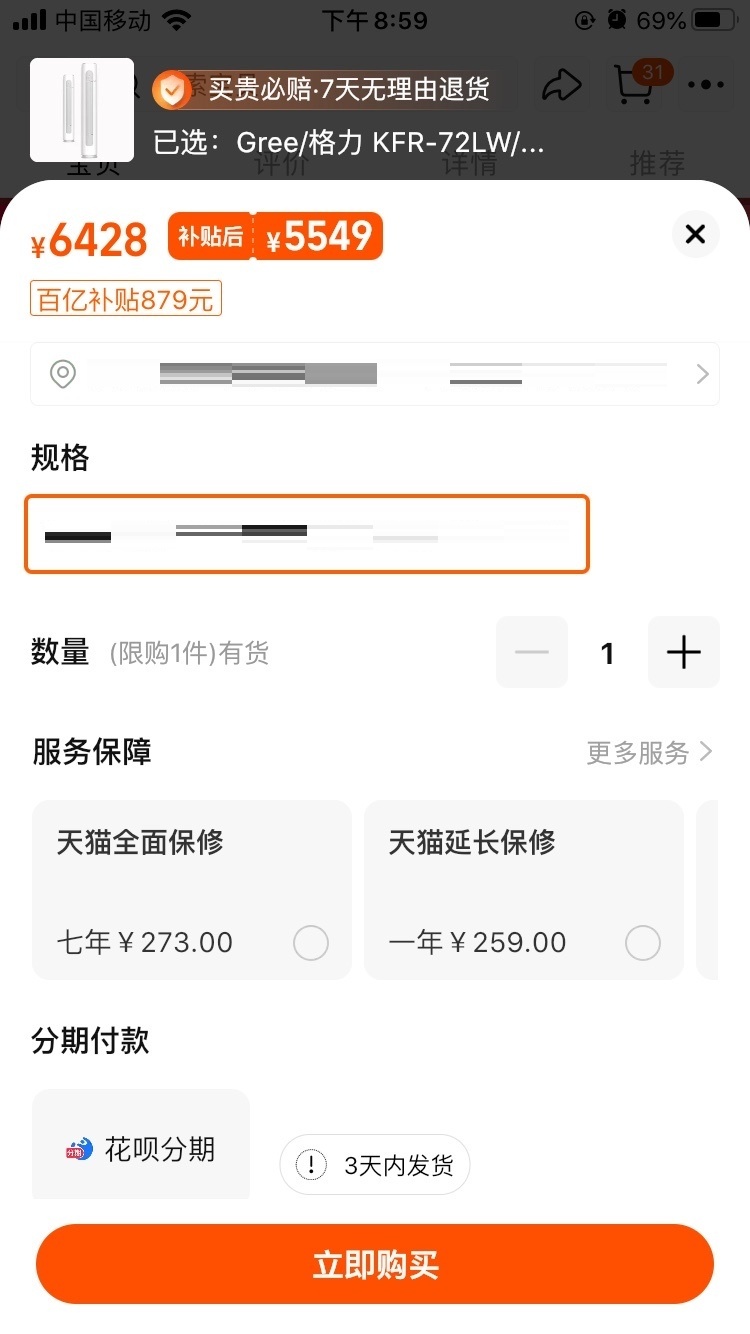 中国移动 下午8:59 69%
31
买贵必赔·7天无理由退货
已选：Gree/格力 KFR-72LW/...
宝贝 评价 详情 推荐
¥6428 补贴后 ¥5549
百亿补贴879元
规格
数量 (限购1件)有货 1
服务保障 更多服务
天猫全面保修 天猫延长保修
七年￥273.00 一年￥259.00
分期付款
分期 花呗分期
3天内发货
立即购买